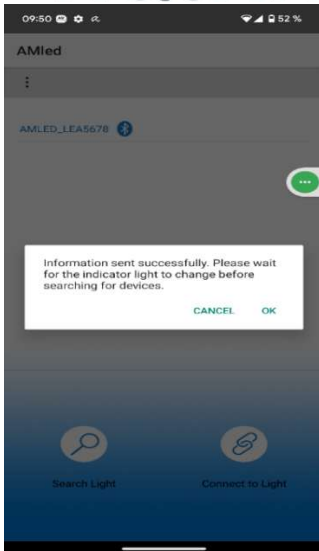 09:50 52 %
AMled
AMLED_LEA5678
Information sent successfully. Please wait
for the indicator light to change before
searching for devices.
CANCEL OK
Search Light Connect to Light